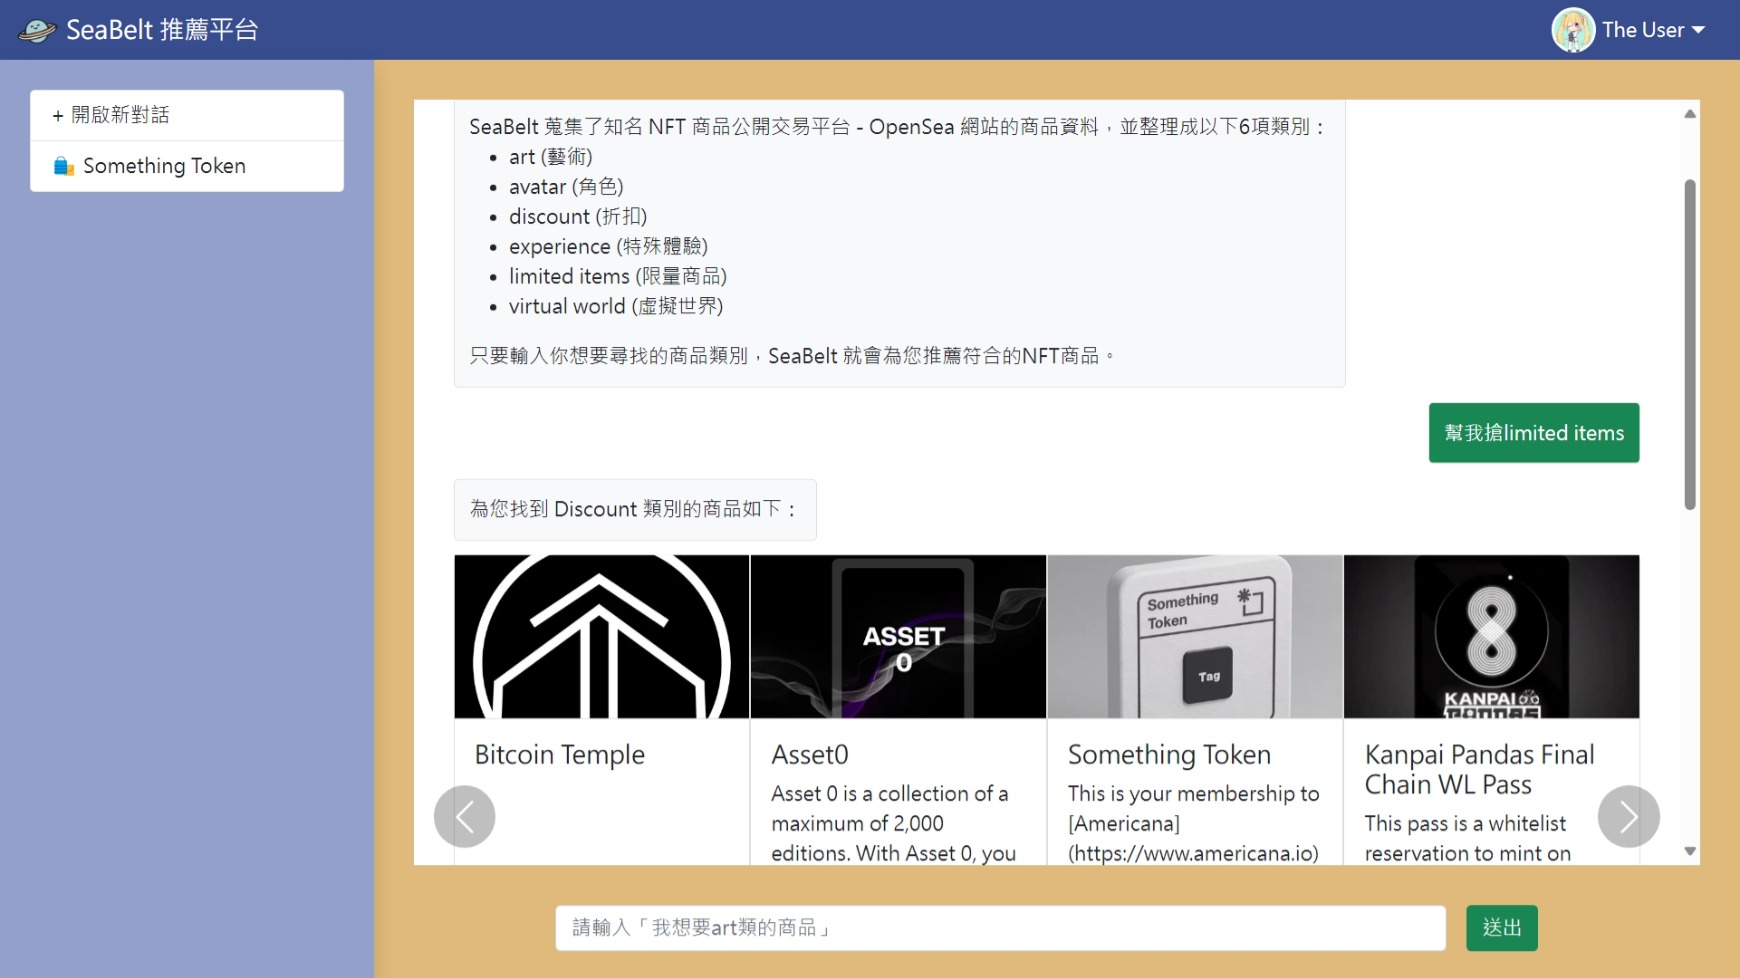 SeaBelt 推薦平台
The User
+ 開啟新對話
Something Token
SeaBelt 蒐集了知名 NFT 商品公開交易平台 - OpenSea 網站的商品資料，並整理成以下6項類別：
art (藝術)
avatar (角色)
discount (折扣)
experience (特殊體驗)
limited items (限量商品)
virtual world (虛擬世界)
只要輸入你想要尋找的商品類別，SeaBelt 就會為您推薦符合的NFT商品。
幫我搶limited items
為您找到 Discount 類別的商品如下：
ASSET
0
Something
Token
Tag
KANPAI
Bitcoin Temple
Asset0
Asset 0 is a collection of a
maximum of 2,000
editions. With Asset 0, you
Something Token
This is your membership to
[Americana]
(https://www.americana.io)
Kanpai Pandas Final
Chain WL Pass
This pass is a whitelist
reservation to mint on
請輸入「我想要art類的商品」
送出